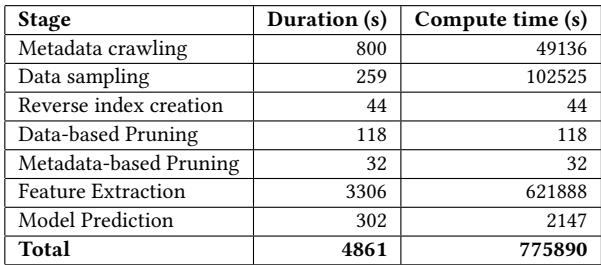 Stage Duration (s) Compute time (s)
Metadata crawling 800 49136
Data sampling 259 102525
Reverse index creation 44 44
Data-based Pruning 118 118
Metadata-based Pruning 32 32
Feature Extraction 3306 621888
Model Prediction 302 2147
Total 4861 775890